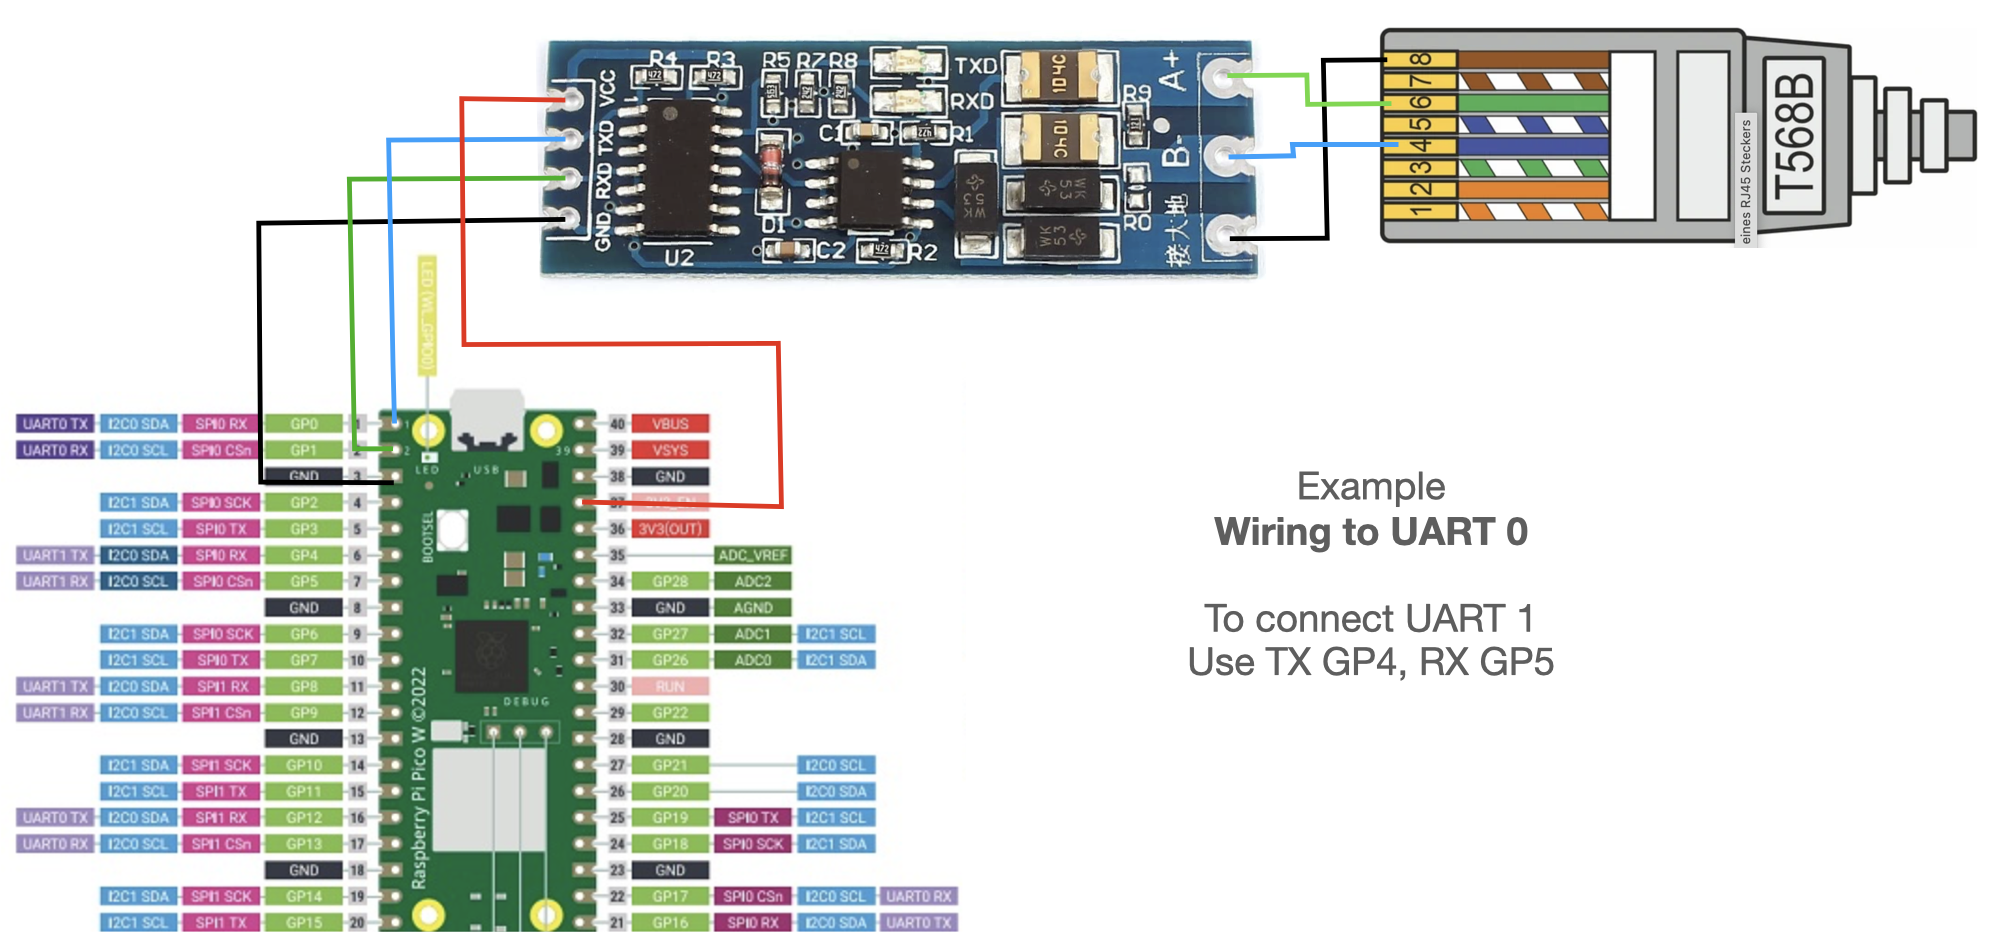 R4
R3
R5
R7
R8
VCC
TXD
RXD
GND
1
472
472
TXD
RXD
104C
104C
C1
R1
D1
U2
C2
472
R2
WK
53
WK
53
WK
53
R9
R0
A+
B-
接大地
8
7
6
5
4
3
2
1
T568B
eines RJ45 Steckers
LED (WL_GPIO0)
UART0 TX I2C0 SDA SPI0 RX GP0 1
UART0 RX I2C0 SCL SPI0 CSn GP1 2
GND 3
I2C1 SDA SPI0 SCK GP2 4
I2C1 SCL SPI0 TX GP3 5
UART1 TX I2C0 SDA SPI0 RX GP4 6
UART1 RX I2C0 SCL SPI0 CSn GP5 7
GND 8
I2C1 SDA SPI0 SCK GP6 9
I2C1 SCL SPI0 TX GP7 10
UART1 TX I2C0 SDA SPI1 RX GP8 11
UART1 RX I2C0 SCL SPI1 CSn GP9 12
GND 13
I2C1 SDA SPI1 SCK GP10 14
I2C1 SCL SPI1 TX GP11 15
UART0 TX I2C0 SDA SPI1 RX GP12 16
UART0 RX I2C0 SCL SPI1 CSn GP13 17
GND 18
I2C1 SDA SPI1 SCK GP14 19
I2C1 SCL SPI1 TX GP15 20
1
2
39
LED
USB
BOOTSEL
DEBUG
Raspberry Pi Pico W ©2022
40 VBUS
39 VSYS
38 GND
37 3V3_EN
36 3V3(OUT)
35 ADC_VREF
34 GP28 ADC2
33 GND AGND
32 GP27 ADC1 I2C1 SCL
31 GP26 ADC0 I2C1 SDA
30 RUN
29 GP22
28 GND
27 GP21 I2C0 SCL
26 GP20 I2C0 SDA
25 GP19 SPI0 TX I2C1 SCL
24 GP18 SPI0 SCK I2C1 SDA
23 GND
22 GP17 SPI0 CSn I2C0 SCL UART0 RX
21 GP16 SPI0 RX I2C0 SDA UART0 TX
Example
Wiring to UART 0
To connect UART 1
Use TX GP4, RX GP5